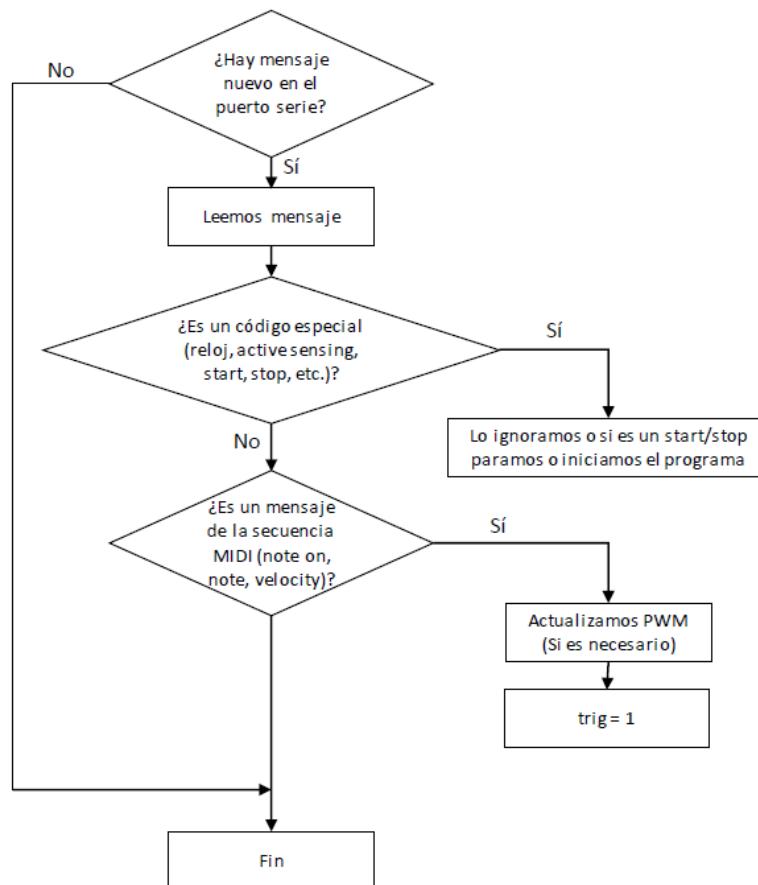 ¿Hay mensaje
nuevo en el
puerto serie?
No
Sí
Leemos mensaje
¿Es un código especial
(reloj, active sensing,
start, stop, etc.)?
Sí
Lo ignoramos o si es un start/stop
paramos o iniciamos el programa
No
¿Es un mensaje
de la secuencia
MIDI (note on,
note, velocity)?
Sí
Actualizamos PWM
(Si es necesario)
trig = 1
Fin